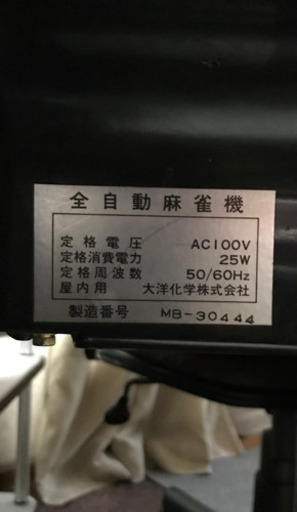 全自動麻雀機
定格電圧 AC100V
定格消費電力 25W
定格周波数 50/60Hz
屋内用 大洋化学株式会社
製造番号 MB-30444